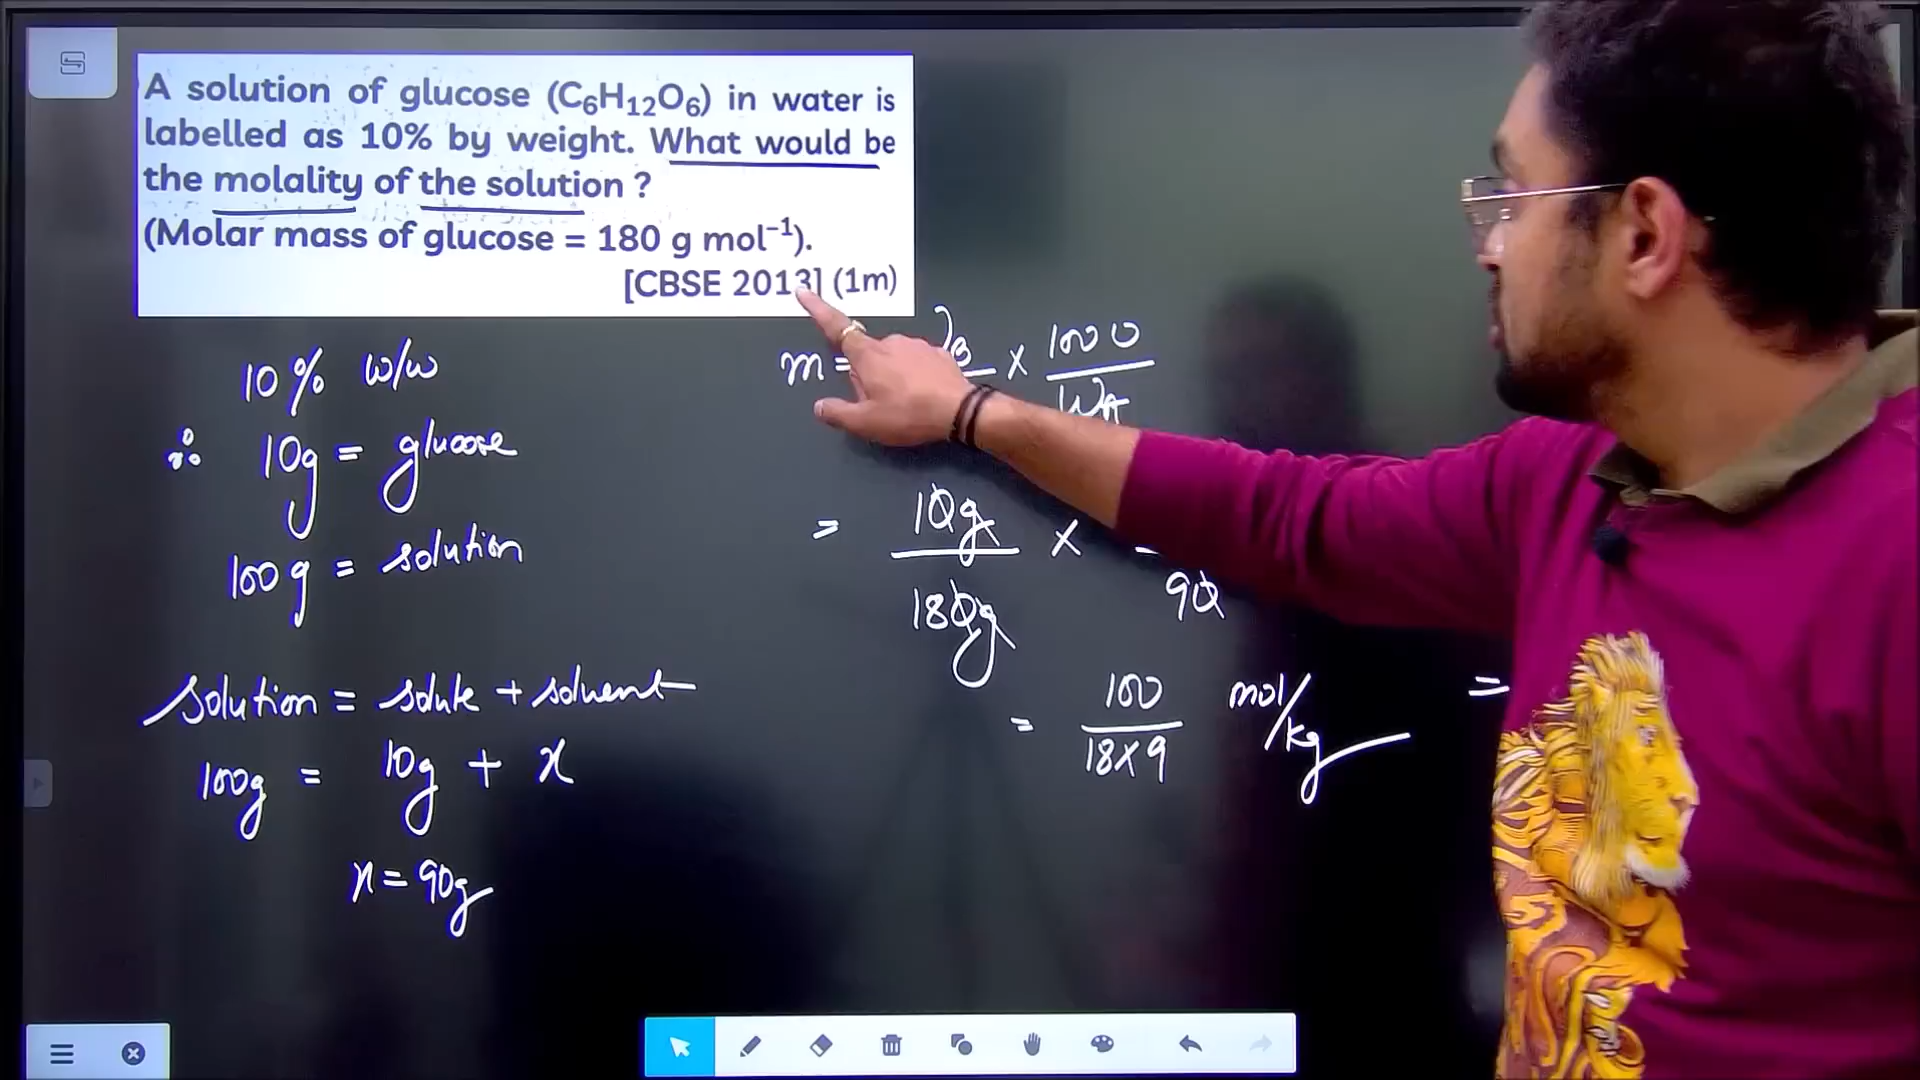 A solution of glucose (C₆H₁₂O₆) in water is
labelled as 10% by weight. What would be
the molality of the solution ?
(Molar mass of glucose = 180 g mol⁻¹).
[CBSE 2013] (1m)
10% w/w
∴ 10g = glucose
100g = solution
solution = solute + solvent
100g = 10g + x
x = 90g
m = B × 1000
WA
= 10g ×
180g 90
= 100 mol/kg =
18×9